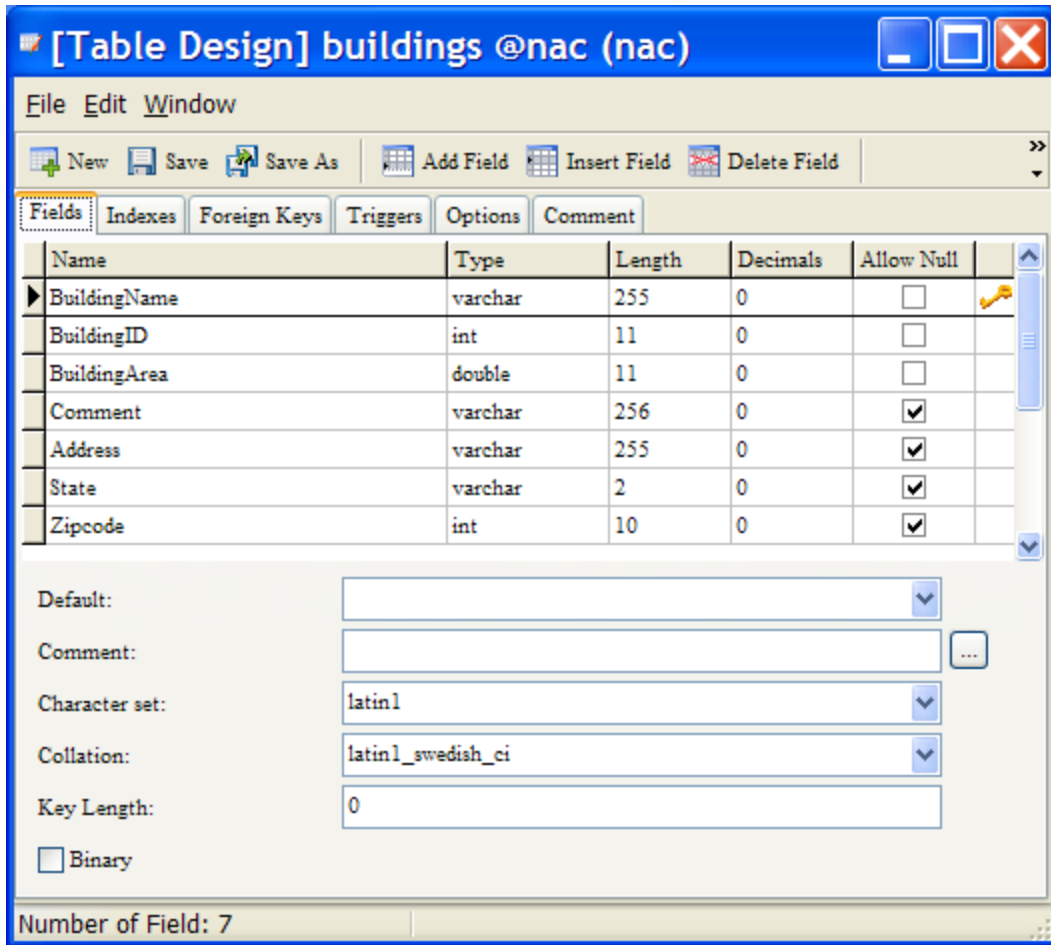 [Table Design] buildings @nac (nac)
File Edit Window
New Save Save As Add Field Insert Field Delete Field »
Fields Indexes Foreign Keys Triggers Options Comment
Name Type Length Decimals Allow Null
BuildingName varchar 255 0
BuildingID int 11 0
BuildingArea double 11 0
Comment varchar 256 0
Address varchar 255 0
State varchar 2 0
Zipcode int 10 0
Default:
Comment: ...
Character set: latin1
Collation: latin1_swedish_ci
Key Length: 0
Binary
Number of Field: 7